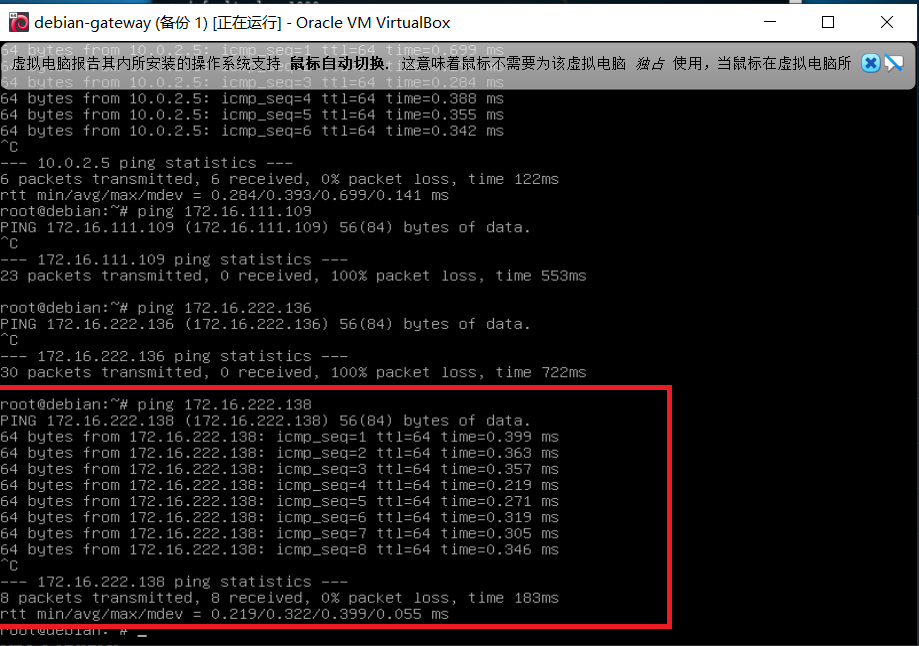 debian-gateway (备份 1) [正在运行] - Oracle VM VirtualBox
64 bytes from 10.0.2.5: icmp_seq=1 ttl=64 time=0.699 ms
虚拟电脑报告其内所安装的操作系统支持 鼠标自动切换. 这意味着鼠标不需要为该虚拟电脑 独占 使用，当鼠标在虚拟电脑所
64 bytes from 10.0.2.5: icmp_seq=3 ttl=64 time=0.284 ms
64 bytes from 10.0.2.5: icmp_seq=4 ttl=64 time=0.388 ms
64 bytes from 10.0.2.5: icmp_seq=5 ttl=64 time=0.355 ms
64 bytes from 10.0.2.5: icmp_seq=6 ttl=64 time=0.342 ms
^C
--- 10.0.2.5 ping statistics ---
6 packets transmitted, 6 received, 0% packet loss, time 122ms
rtt min/avg/max/mdev = 0.284/0.393/0.699/0.141 ms
root@debian:~# ping 172.16.111.109
PING 172.16.111.109 (172.16.111.109) 56(84) bytes of data.
^C
--- 172.16.111.109 ping statistics ---
23 packets transmitted, 0 received, 100% packet loss, time 553ms
root@debian:~# ping 172.16.222.136
PING 172.16.222.136 (172.16.222.136) 56(84) bytes of data.
^C
--- 172.16.222.136 ping statistics ---
30 packets transmitted, 0 received, 100% packet loss, time 722ms
root@debian:~# ping 172.16.222.138
PING 172.16.222.138 (172.16.222.138) 56(84) bytes of data.
64 bytes from 172.16.222.138: icmp_seq=1 ttl=64 time=0.399 ms
64 bytes from 172.16.222.138: icmp_seq=2 ttl=64 time=0.363 ms
64 bytes from 172.16.222.138: icmp_seq=3 ttl=64 time=0.357 ms
64 bytes from 172.16.222.138: icmp_seq=4 ttl=64 time=0.219 ms
64 bytes from 172.16.222.138: icmp_seq=5 ttl=64 time=0.271 ms
64 bytes from 172.16.222.138: icmp_seq=6 ttl=64 time=0.319 ms
64 bytes from 172.16.222.138: icmp_seq=7 ttl=64 time=0.305 ms
64 bytes from 172.16.222.138: icmp_seq=8 ttl=64 time=0.346 ms
^C
--- 172.16.222.138 ping statistics ---
8 packets transmitted, 8 received, 0% packet loss, time 183ms
rtt min/avg/max/mdev = 0.219/0.322/0.399/0.055 ms
root@debian:~# _